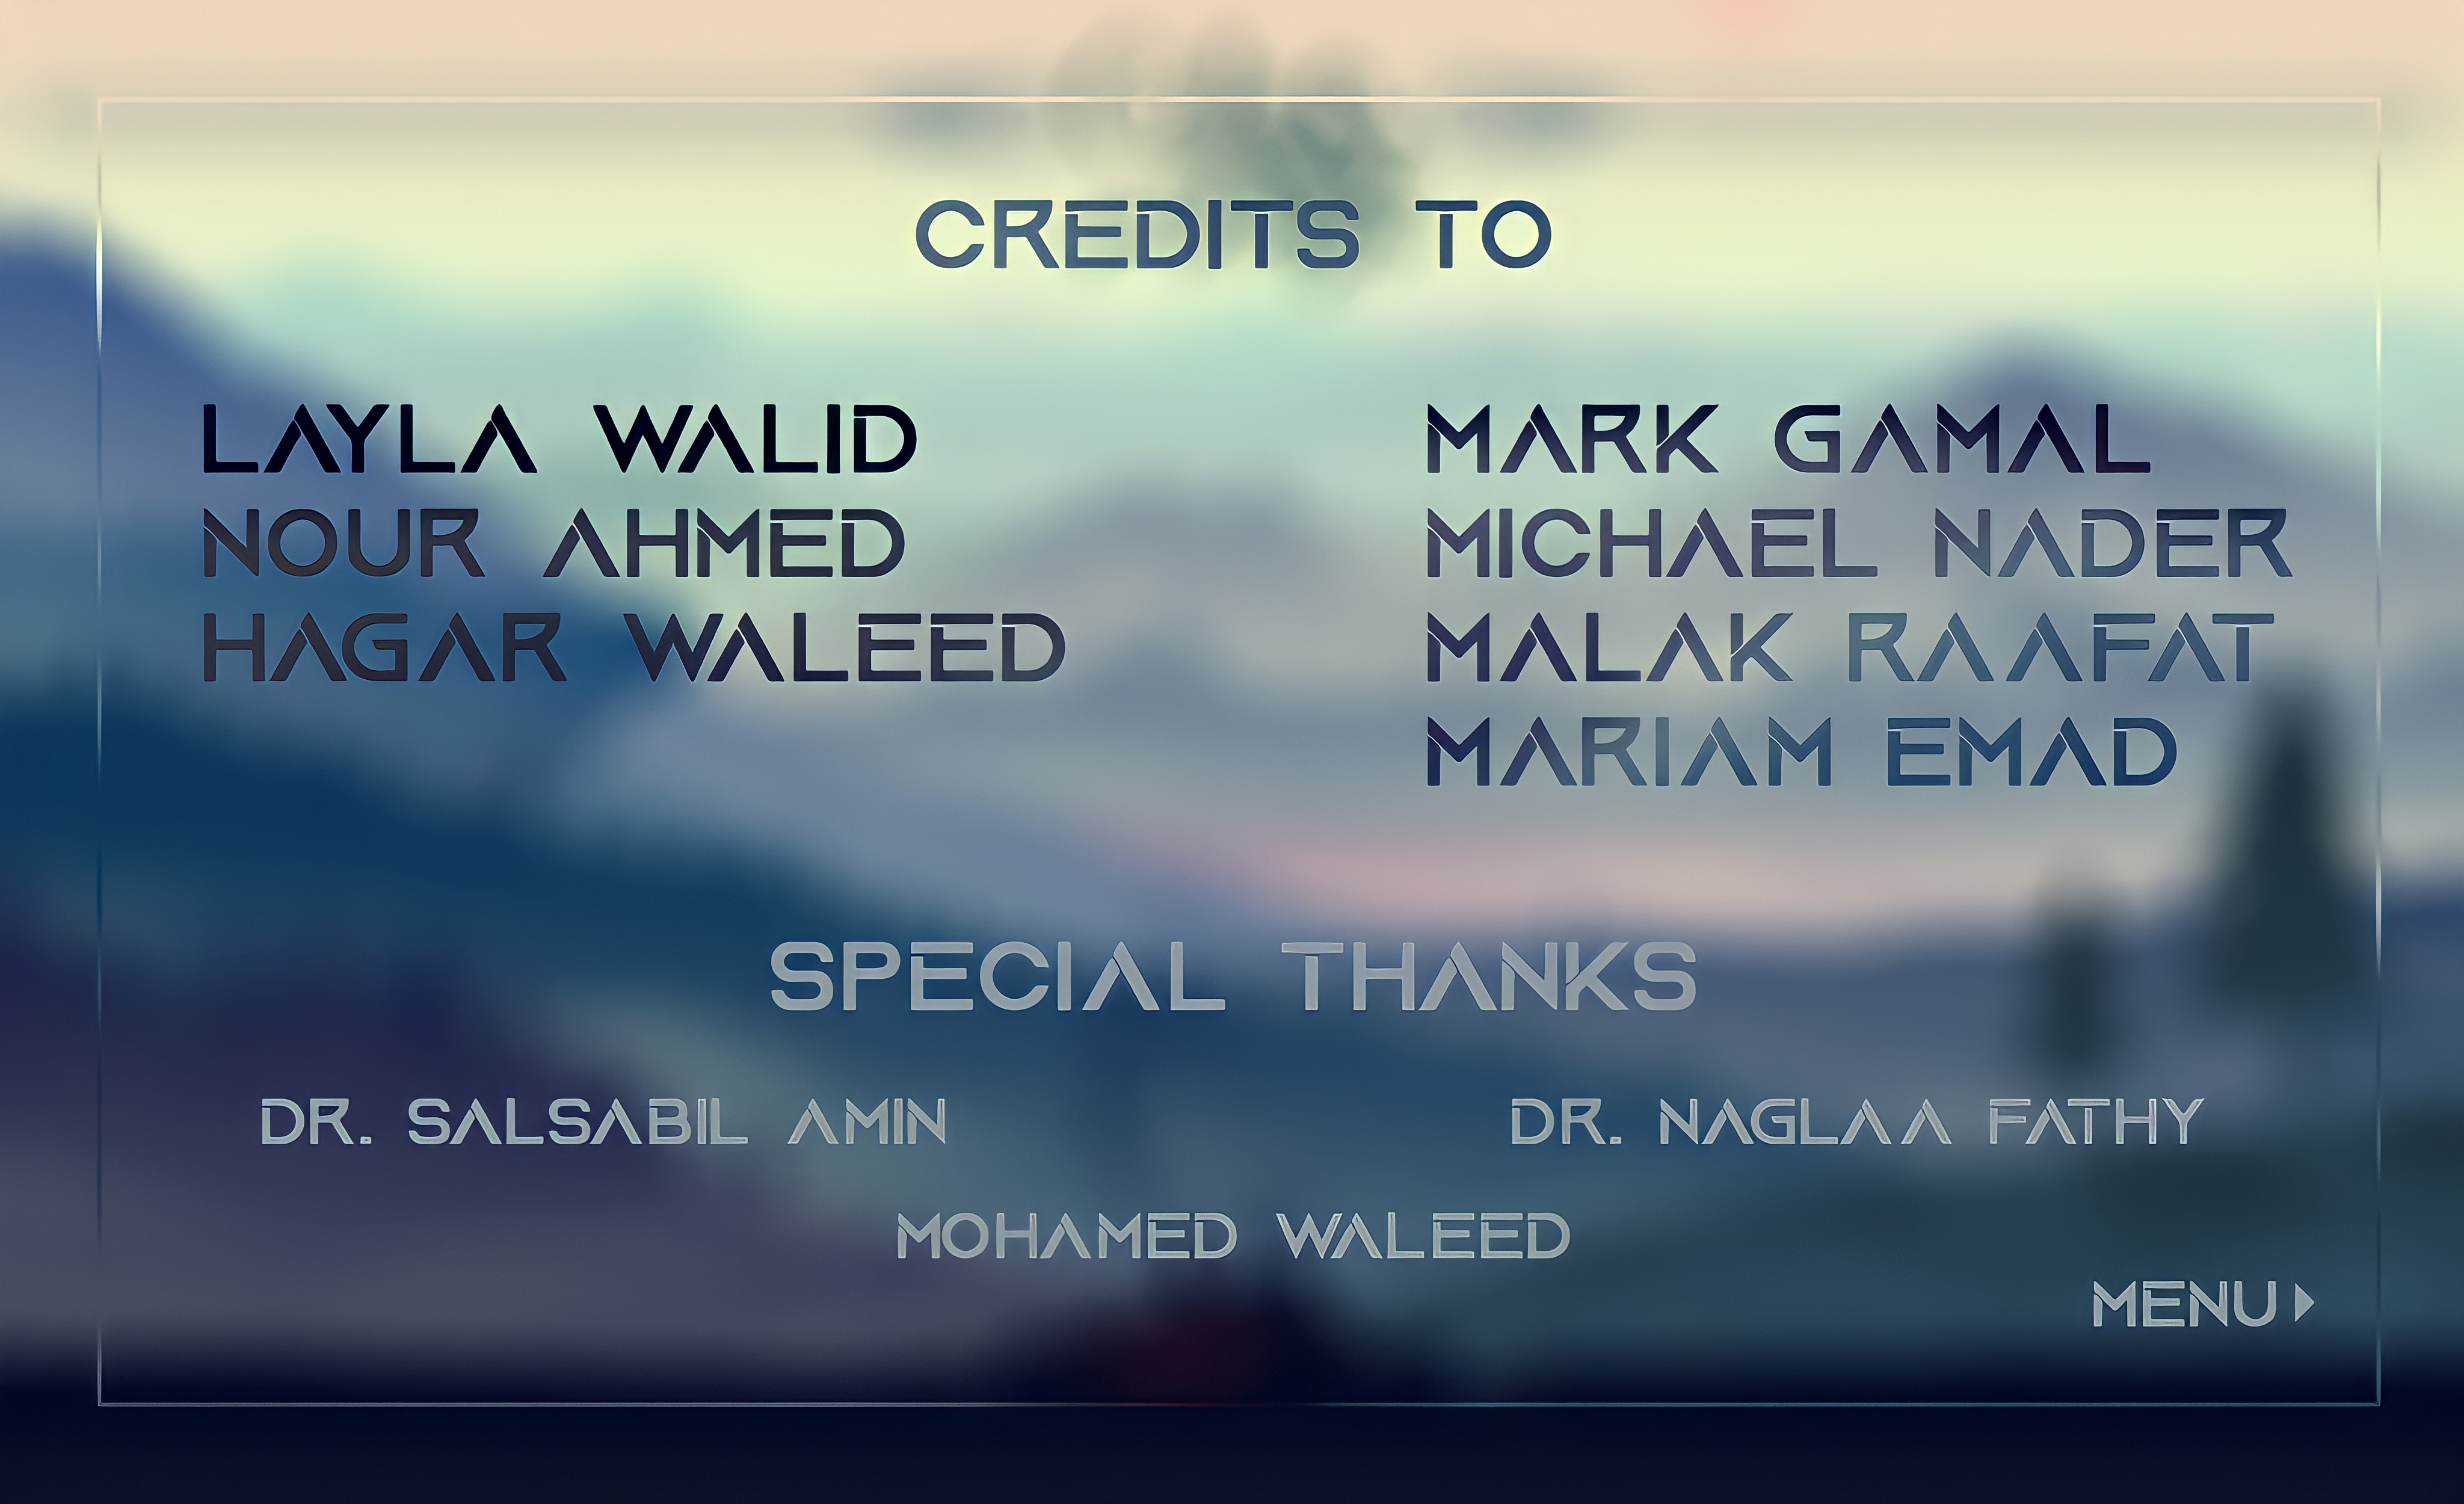 CREDITS TO
LAYLA WALID
NOUR AHMED
HAGAR WALEED
MARK GAMAL
MICHAEL NADER
MALAK RAAFAT
MARIAM EMAD
SPECIAL THANKS
DR. SALSABIL AMIN
DR. NAGLAA FATHY
MOHAMED WALEED
MENU